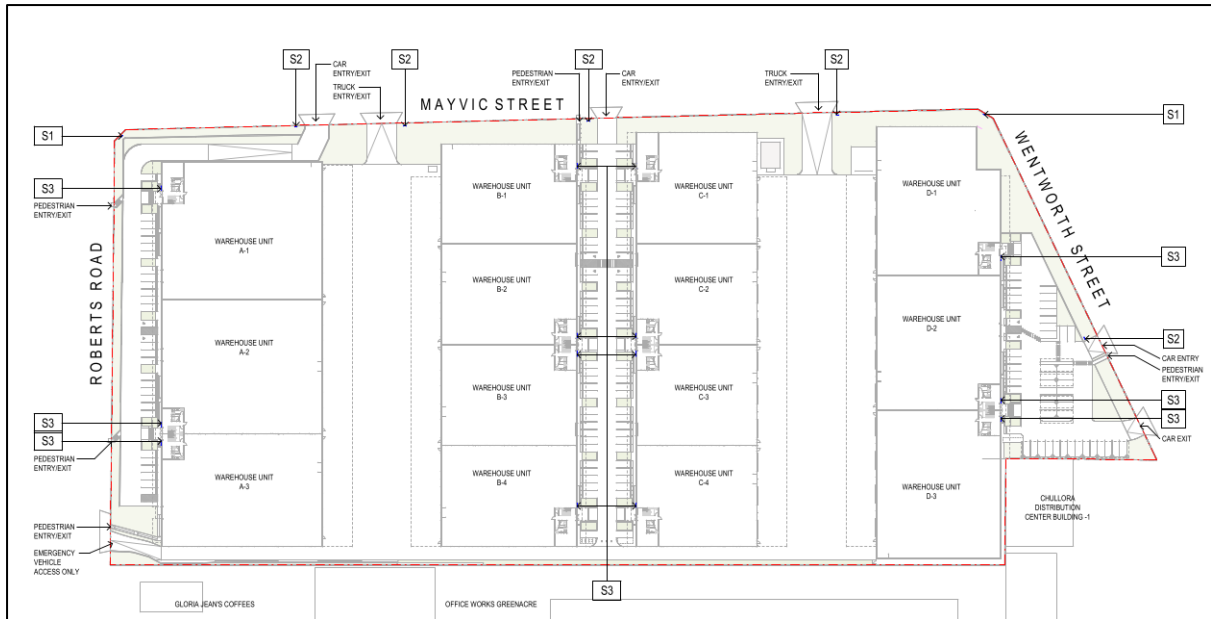 S2
CAR
ENTRY/EXIT
TRUCK
ENTRY/EXIT
S2
MAYVIC STREET
PEDESTRIAN
ENTRY/EXIT
S2
CAR
ENTRY/EXIT
TRUCK
ENTRY/EXIT
S2
S1
S1
WENTWORTH STREET
S3
PEDESTRIAN
ENTRY/EXIT
ROBERTS ROAD
WAREHOUSE UNIT
A-1
WAREHOUSE UNIT
B-1
WAREHOUSE UNIT
C-1
WAREHOUSE UNIT
D-1
S3
WAREHOUSE UNIT
A-2
WAREHOUSE UNIT
B-2
WAREHOUSE UNIT
C-2
WAREHOUSE UNIT
D-2
S2
CAR ENTRY
PEDESTRIAN
ENTRY/EXIT
S3
S3
CAR EXIT
S3
S3
PEDESTRIAN
ENTRY/EXIT
WAREHOUSE UNIT
B-3
WAREHOUSE UNIT
C-3
WAREHOUSE UNIT
A-3
WAREHOUSE UNIT
B-4
WAREHOUSE UNIT
C-4
WAREHOUSE UNIT
D-3
CHULLORA
DISTRIBUTION
CENTER BUILDING -1
PEDESTRIAN
ENTRY/EXIT
EMERGENCY
VEHICLE
ACCESS ONLY
S3
GLORIA JEAN'S COFFEES
OFFICE WORKS GREENACRE